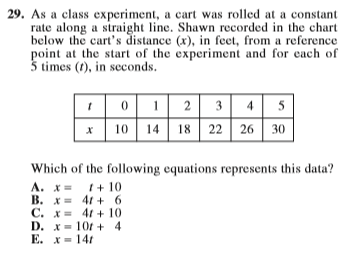 29. As a class experiment, a cart was rolled at a constant
rate along a straight line. Shawn recorded in the chart
below the cart's distance (x), in feet, from a reference
point at the start of the experiment and for each of
5 times (t), in seconds.
t 0 1 2 3 4 5
x 10 14 18 22 26 30
Which of the following equations represents this data?
A. x = t + 10
B. x = 4t + 6
C. x = 4t + 10
D. x = 10t + 4
E. x = 14t